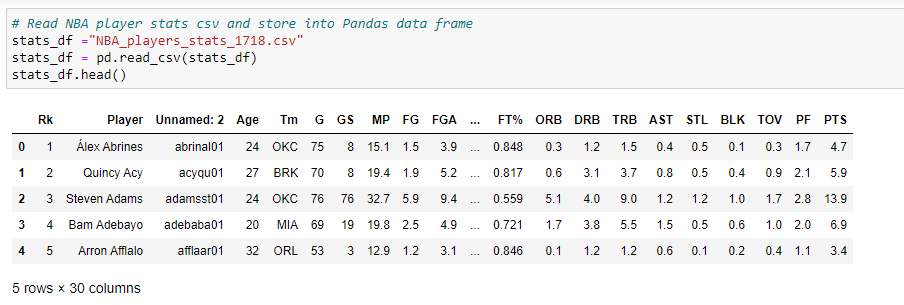 # Read NBA player stats csv and store into Pandas data frame
stats_df ="NBA_players_stats_1718.csv"
stats_df = pd.read_csv(stats_df)
stats_df.head()
Rk Player Unnamed: 2 Age Tm G GS MP FG FGA ... FT% ORB DRB TRB AST STL BLK TOV PF PTS
0 1 Álex Abrines abrinal01 24 OKC 75 8 15.1 1.5 3.9 ... 0.848 0.3 1.2 1.5 0.4 0.5 0.1 0.3 1.7 4.7
1 2 Quincy Acy acyqu01 27 BRK 70 8 19.4 1.9 5.2 ... 0.817 0.6 3.1 3.7 0.8 0.5 0.4 0.9 2.1 5.9
2 3 Steven Adams adamsst01 24 OKC 76 76 32.7 5.9 9.4 ... 0.559 5.1 4.0 9.0 1.2 1.2 1.0 1.7 2.8 13.9
3 4 Bam Adebayo adebaba01 20 MIA 69 19 19.8 2.5 4.9 ... 0.721 1.7 3.8 5.5 1.5 0.5 0.6 1.0 2.0 6.9
4 5 Arron Afflalo afflaar01 32 ORL 53 3 12.9 1.2 3.1 ... 0.846 0.1 1.2 1.2 0.6 0.1 0.2 0.4 1.1 3.4
5 rows × 30 columns